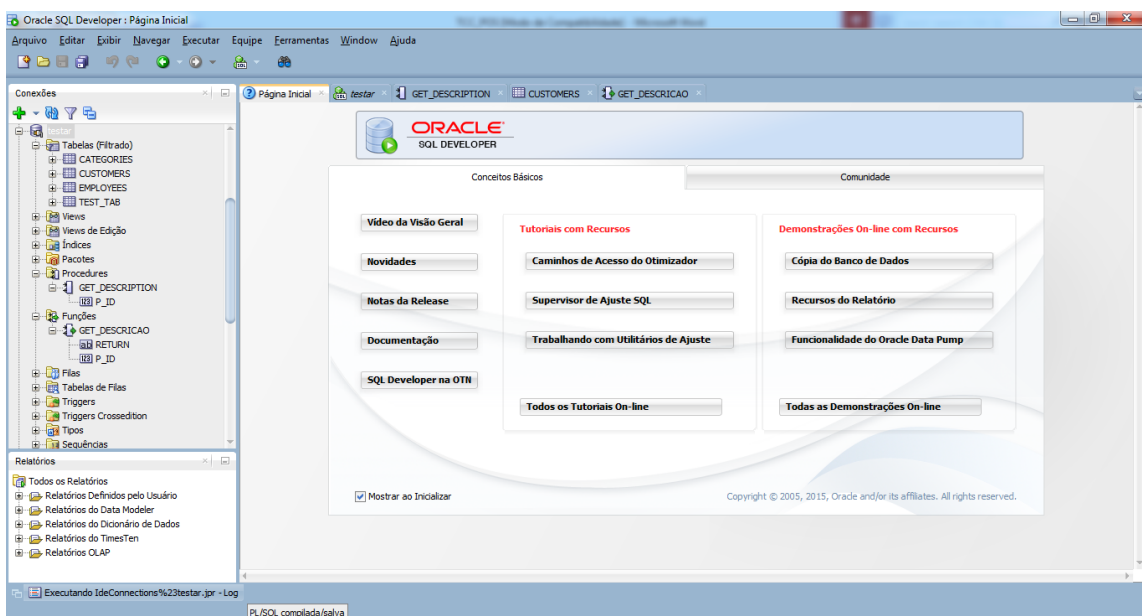 Oracle SQL Developer : Página Inicial
Arquivo Editar Exibir Navegar Executar Equipe Ferramentas Window Ajuda
Conexões
Página Inicial testar GET_DESCRIPTION CUSTOMERS GET_DESCRICAO
testar
Tabelas (Filtrado)
CATEGORIES
CUSTOMERS
EMPLOYEES
TEST_TAB
Views
Views de Edição
Índices
Pacotes
Procedures
GET_DESCRIPTION
P_ID
Funções
GET_DESCRICAO
RETURN
P_ID
Filas
Tabelas de Filas
Triggers
Triggers Crossedition
Tipos
Sequências
Relatórios
Todos os Relatórios
Relatórios Definidos pelo Usuário
Relatórios do Data Modeler
Relatórios do Dicionário de Dados
Relatórios do TimesTen
Relatórios OLAP
ORACLE
SQL DEVELOPER
Conceitos Básicos Comunidade
Vídeo da Visão Geral
Novidades
Notas da Release
Documentação
SQL Developer na OTN
Tutoriais com Recursos
Caminhos de Acesso do Otimizador
Supervisor de Ajuste SQL
Trabalhando com Utilitários de Ajuste
Todos os Tutoriais On-line
Demonstrações On-line com Recursos
Cópia do Banco de Dados
Recursos do Relatório
Funcionalidade do Oracle Data Pump
Todas as Demonstrações On-line
Mostrar ao Inicializar
Copyright © 2005, 2015, Oracle and/or its affiliates. All rights reserved.
Executando IdeConnections%23testar.jpr - Log
PL/SQL compilada/salva